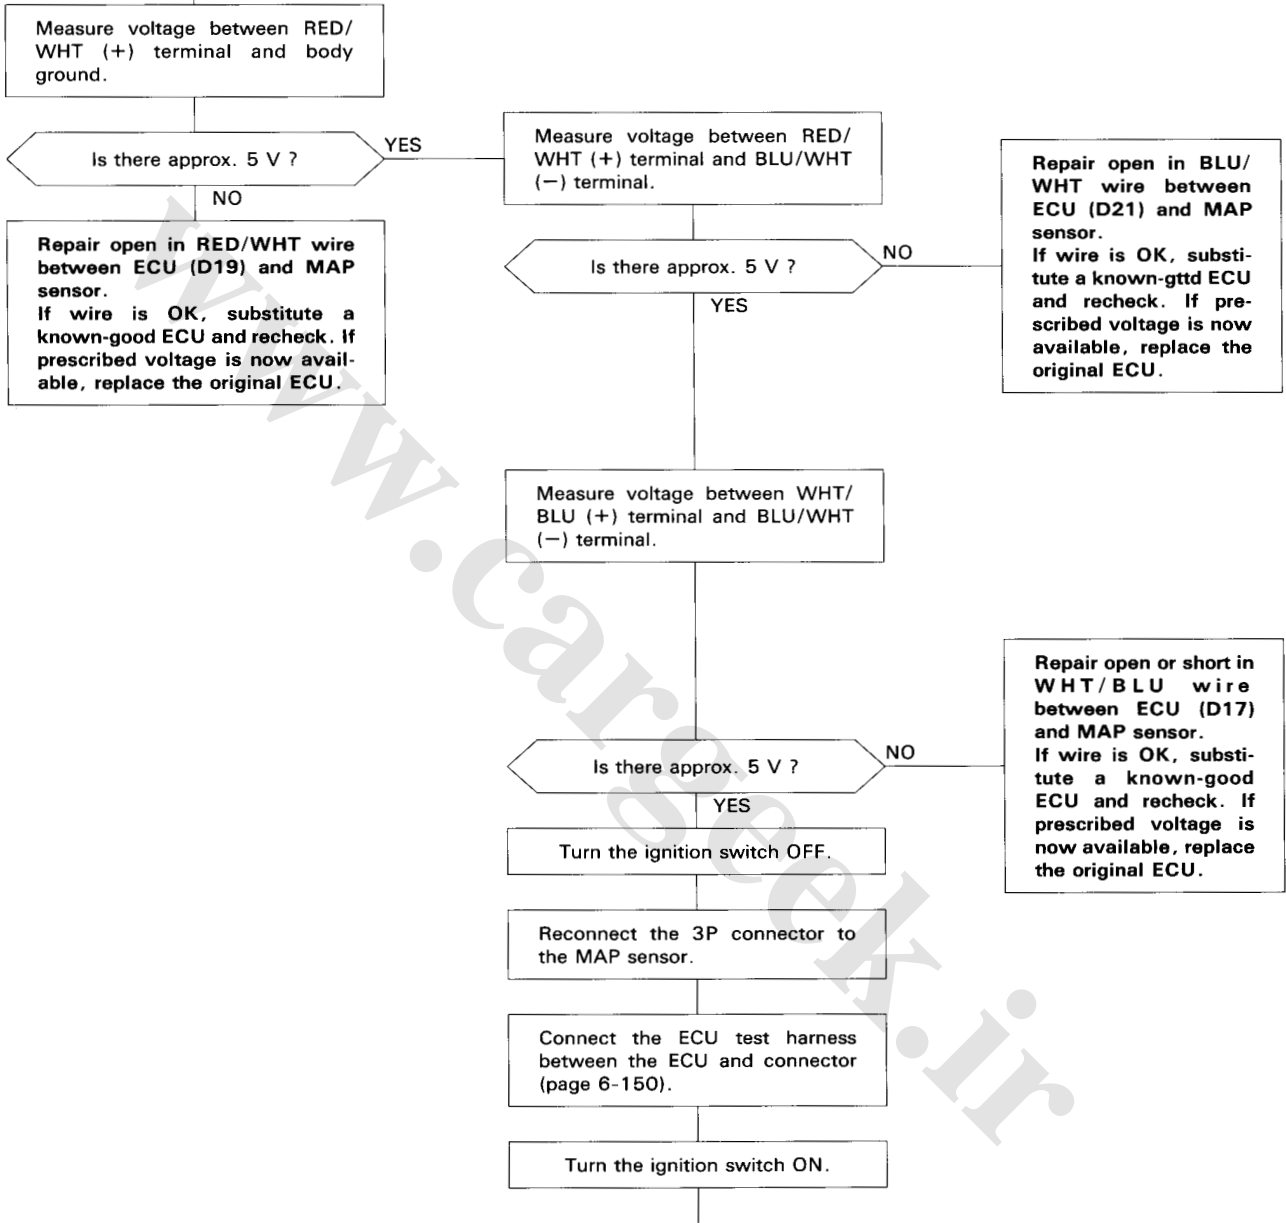 Measure voltage between RED/
WHT (+) terminal and body
ground.
Is there approx. 5 V ?
YES
NO
Repair open in RED/WHT wire
between ECU (D19) and MAP
sensor.
If wire is OK, substitute a
known-good ECU and recheck. If
prescribed voltage is now avail-
able, replace the original ECU.
Measure voltage between RED/
WHT (+) terminal and BLU/WHT
(−) terminal.
Is there approx. 5 V ?
NO
YES
Repair open in BLU/
WHT wire between
ECU (D21) and MAP
sensor.
If wire is OK, substi-
tute a known-gttd ECU
and recheck. If pre-
scribed voltage is now
available, replace the
original ECU.
Measure voltage between WHT/
BLU (+) terminal and BLU/WHT
(−) terminal.
Is there approx. 5 V ?
NO
YES
Repair open or short in
WHT/BLU wire
between ECU (D17)
and MAP sensor.
If wire is OK, substi-
tute a known-good
ECU and recheck. If
prescribed voltage is
now available, replace
the original ECU.
Turn the ignition switch OFF.
Reconnect the 3P connector to
the MAP sensor.
Connect the ECU test harness
between the ECU and connector
(page 6-150).
Turn the ignition switch ON.
www.cargeek.ir